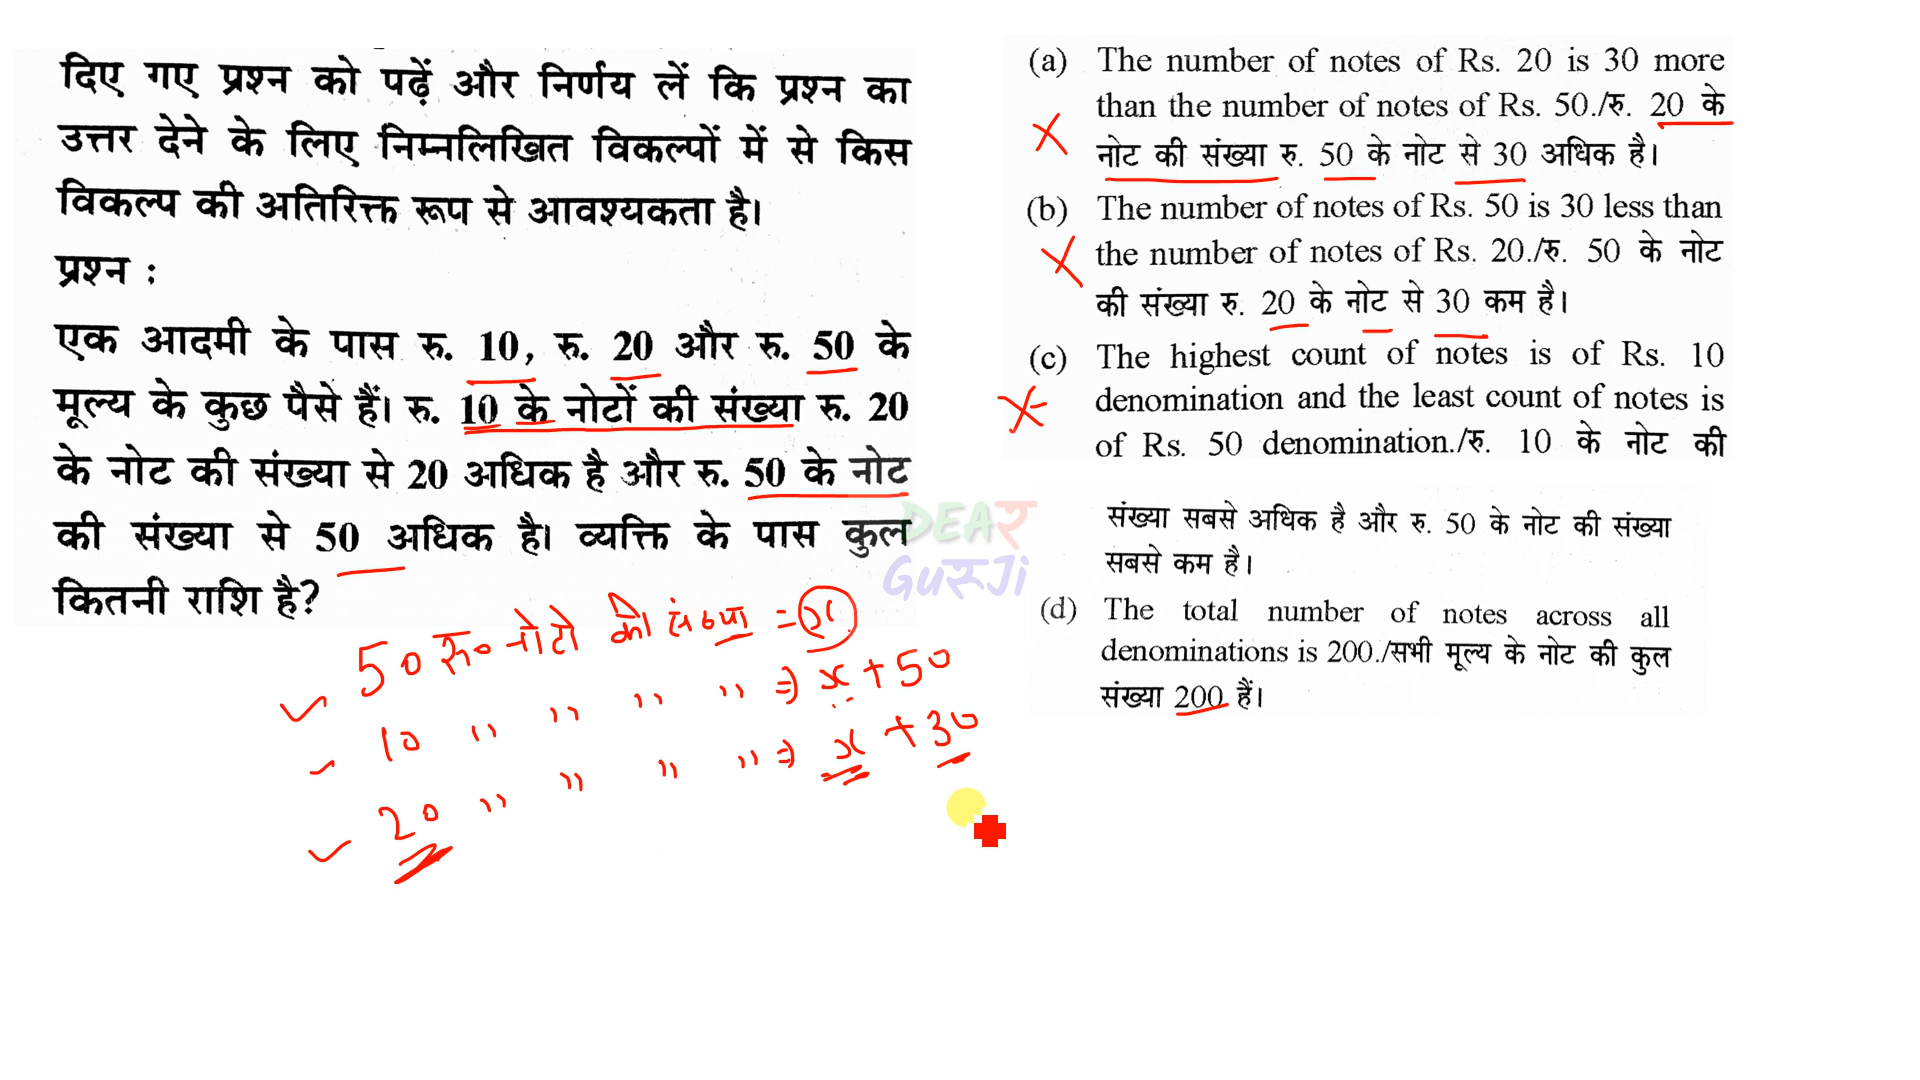 दिए गए प्रश्न को पढ़ें और निर्णय लें कि प्रश्न का
उत्तर देने के लिए निम्नलिखित विकल्पों में से किस
विकल्प की अतिरिक्त रूप से आवश्यकता है।
प्रश्न :
एक आदमी के पास रु. 10, रु. 20 और रु. 50 के
मूल्य के कुछ पैसे हैं। रु. 10 के नोटों की संख्या रु. 20
के नोट की संख्या से 20 अधिक है और रु. 50 के नोट
की संख्या से 50 अधिक है। व्यक्ति के पास कुल
कितनी राशि है?
50 रू० नोटो की संख्या = x
10 " " " " ⇒ x + 50
20 " " " " ⇒ x + 30
(a) The number of notes of Rs. 20 is 30 more
than the number of notes of Rs. 50./रु. 20 के
नोट की संख्या रु. 50 के नोट से 30 अधिक है।
(b) The number of notes of Rs. 50 is 30 less than
the number of notes of Rs. 20./रु. 50 के नोट
की संख्या रु. 20 के नोट से 30 कम है।
(c) The highest count of notes is of Rs. 10
denomination and the least count of notes is
of Rs. 50 denomination./रु. 10 के नोट की
संख्या सबसे अधिक है और रु. 50 के नोट की संख्या
सबसे कम है।
(d) The total number of notes across all
denominations is 200./सभी मूल्य के नोट की कुल
संख्या 200 हैं।
DEAR
GuरूJi